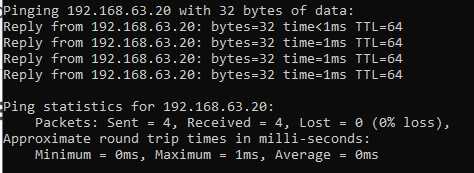 Pinging 192.168.63.20 with 32 bytes of data:
Reply from 192.168.63.20: bytes=32 time<1ms TTL=64
Reply from 192.168.63.20: bytes=32 time=1ms TTL=64
Reply from 192.168.63.20: bytes=32 time=1ms TTL=64
Reply from 192.168.63.20: bytes=32 time=1ms TTL=64
Ping statistics for 192.168.63.20:
Packets: Sent = 4, Received = 4, Lost = 0 (0% loss),
Approximate round trip times in milli-seconds:
Minimum = 0ms, Maximum = 1ms, Average = 0ms